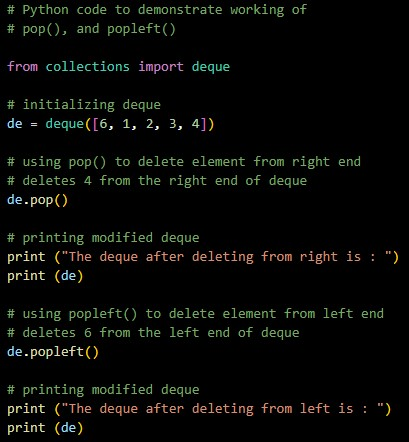 # Python code to demonstrate working of
# pop(), and popleft()
from collections import deque
# initializing deque
de = deque([6, 1, 2, 3, 4])
# using pop() to delete element from right end
# deletes 4 from the right end of deque
de.pop()
# printing modified deque
print ("The deque after deleting from right is : ")
print (de)
# using popleft() to delete element from left end
# deletes 6 from the left end of deque
de.popleft()
# printing modified deque
print ("The deque after deleting from left is : ")
print (de)